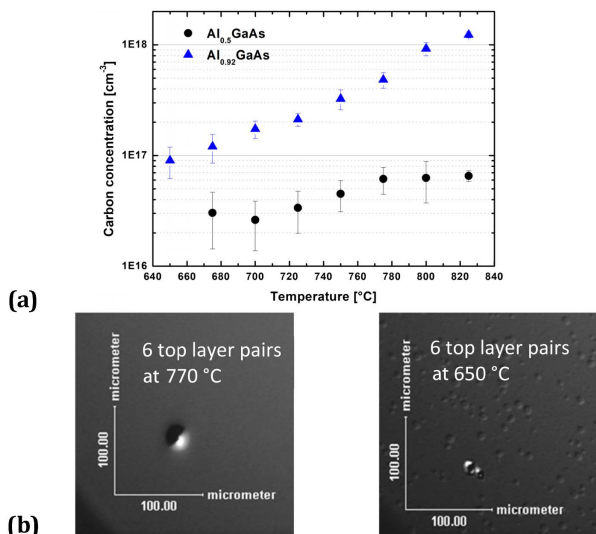 1E18
1E17
1E16
Carbon concentration [cm⁻³]
Al₀.₅GaAs
Al₀.₉₂GaAs
640 660 680 700 720 740 760 780 800 820 840
Temperature [°C]
(a)
6 top layer pairs
at 770 °C
micrometer
100.00
100.00
micrometer
6 top layer pairs
at 650 °C
micrometer
100.00
100.00
micrometer
(b)